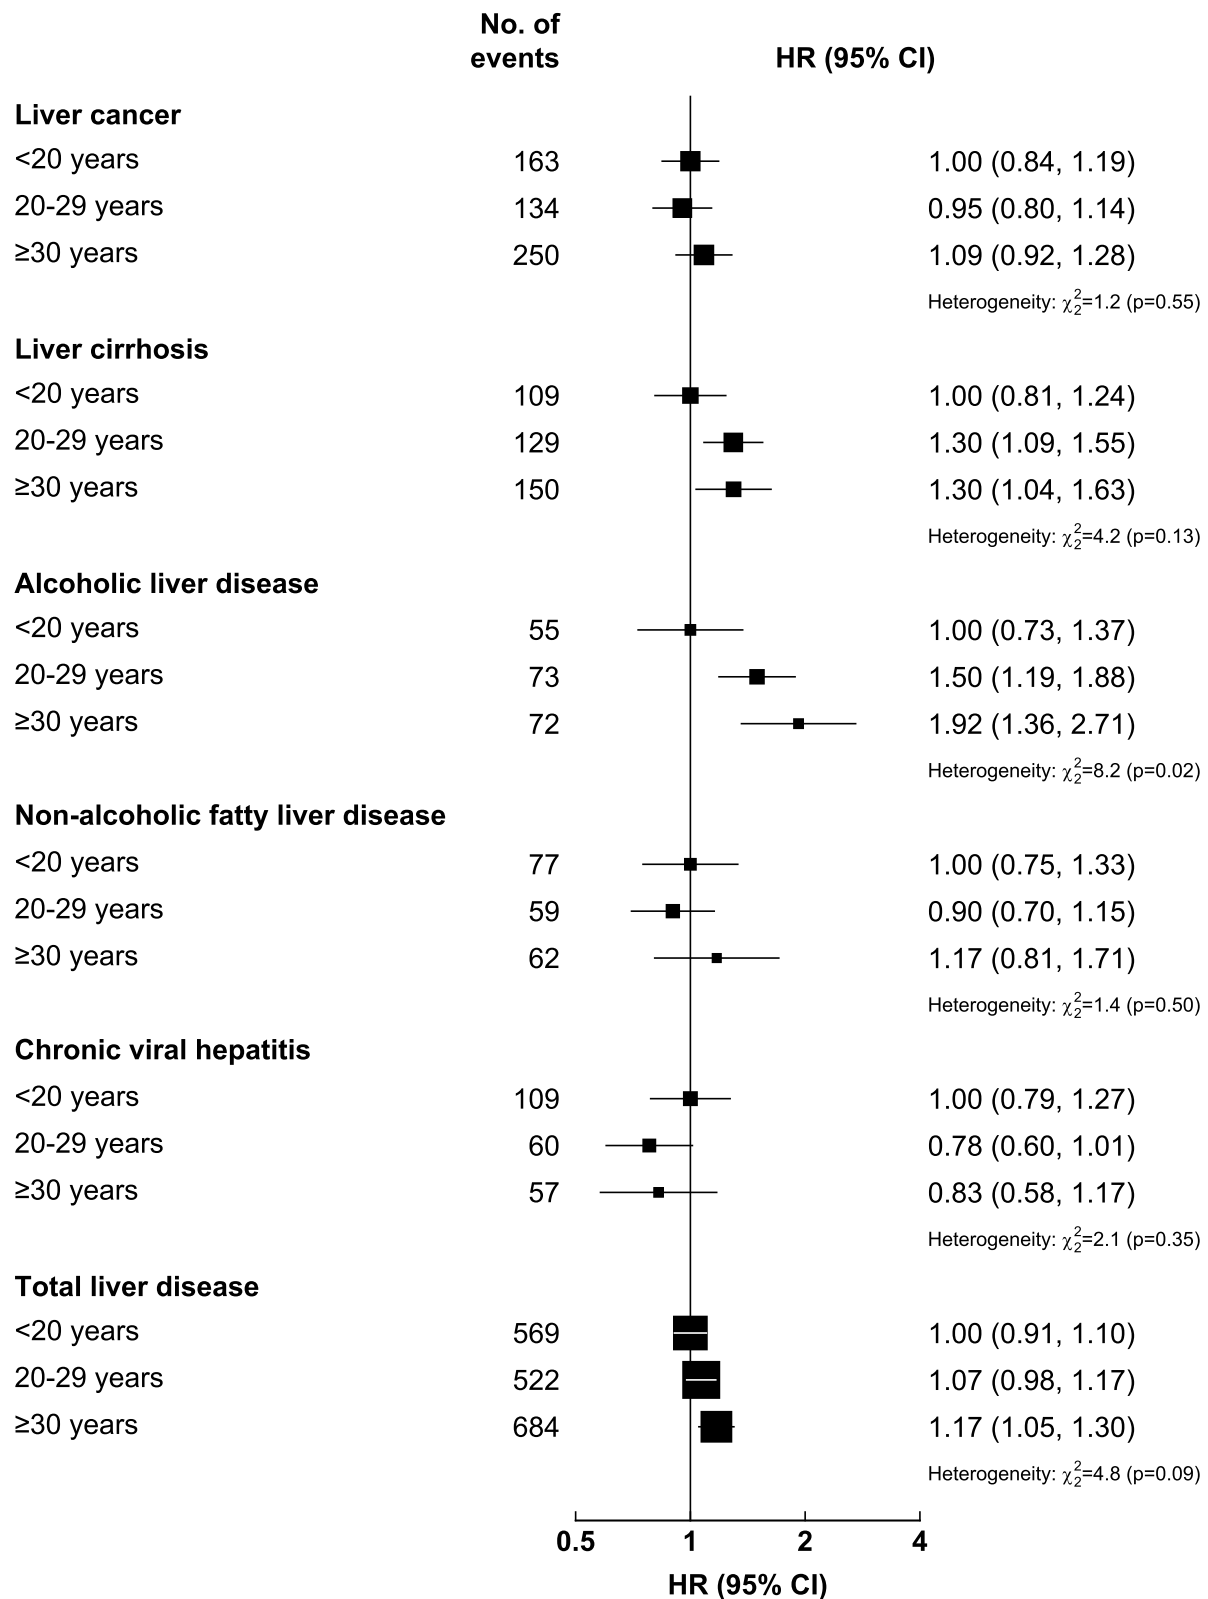 No. of
events HR (95% CI)
Liver cancer
<20 years 163 1.00 (0.84, 1.19)
20-29 years 134 0.95 (0.80, 1.14)
≥30 years 250 1.09 (0.92, 1.28)
Heterogeneity: χ²₂=1.2 (p=0.55)
Liver cirrhosis
<20 years 109 1.00 (0.81, 1.24)
20-29 years 129 1.30 (1.09, 1.55)
≥30 years 150 1.30 (1.04, 1.63)
Heterogeneity: χ²₂=4.2 (p=0.13)
Alcoholic liver disease
<20 years 55 1.00 (0.73, 1.37)
20-29 years 73 1.50 (1.19, 1.88)
≥30 years 72 1.92 (1.36, 2.71)
Heterogeneity: χ²₂=8.2 (p=0.02)
Non-alcoholic fatty liver disease
<20 years 77 1.00 (0.75, 1.33)
20-29 years 59 0.90 (0.70, 1.15)
≥30 years 62 1.17 (0.81, 1.71)
Heterogeneity: χ²₂=1.4 (p=0.50)
Chronic viral hepatitis
<20 years 109 1.00 (0.79, 1.27)
20-29 years 60 0.78 (0.60, 1.01)
≥30 years 57 0.83 (0.58, 1.17)
Heterogeneity: χ²₂=2.1 (p=0.35)
Total liver disease
<20 years 569 1.00 (0.91, 1.10)
20-29 years 522 1.07 (0.98, 1.17)
≥30 years 684 1.17 (1.05, 1.30)
Heterogeneity: χ²₂=4.8 (p=0.09)
0.5 1 2 4
HR (95% CI)